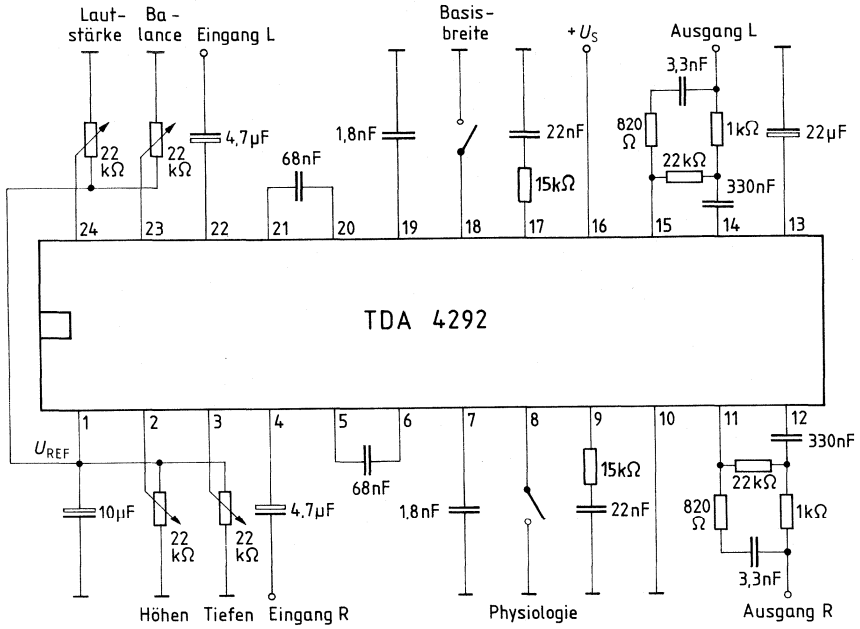 Laut-
stärke
Ba-
lance
Eingang L
Basis-
breite
+U_S
Ausgang L
3,3nF
22
kΩ
22
kΩ
4,7µF
68nF
1,8nF
22nF
15kΩ
820
Ω
1kΩ
22kΩ
330nF
22µF
24
23
22
21
20
19
18
17
16
15
14
13
TDA 4292
1
2
3
4
5
6
7
8
9
10
11
12
U_REF
10µF
22
kΩ
22
kΩ
4,7µF
68nF
1,8nF
15kΩ
22nF
22kΩ
330nF
820
Ω
1kΩ
3,3nF
Höhen
Tiefen
Eingang R
Physiologie
Ausgang R